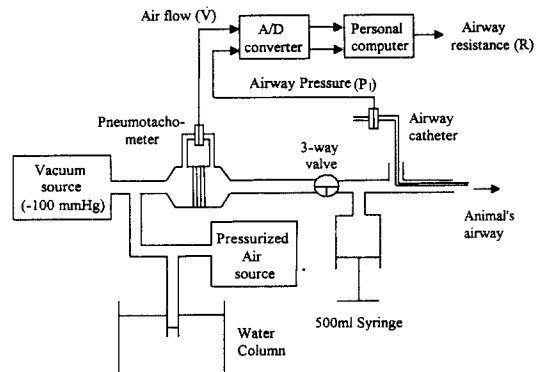 Air flow (V̇)
A/D
converter
Personal
computer
Airway
resistance (R)
Airway Pressure (P₁)
Pneumotacho-
meter
Airway
catheter
3-way
valve
Vacuum
source
(-100 mmHg)
Animal's
airway
Pressurized
Air
source
500ml Syringe
Water
Column